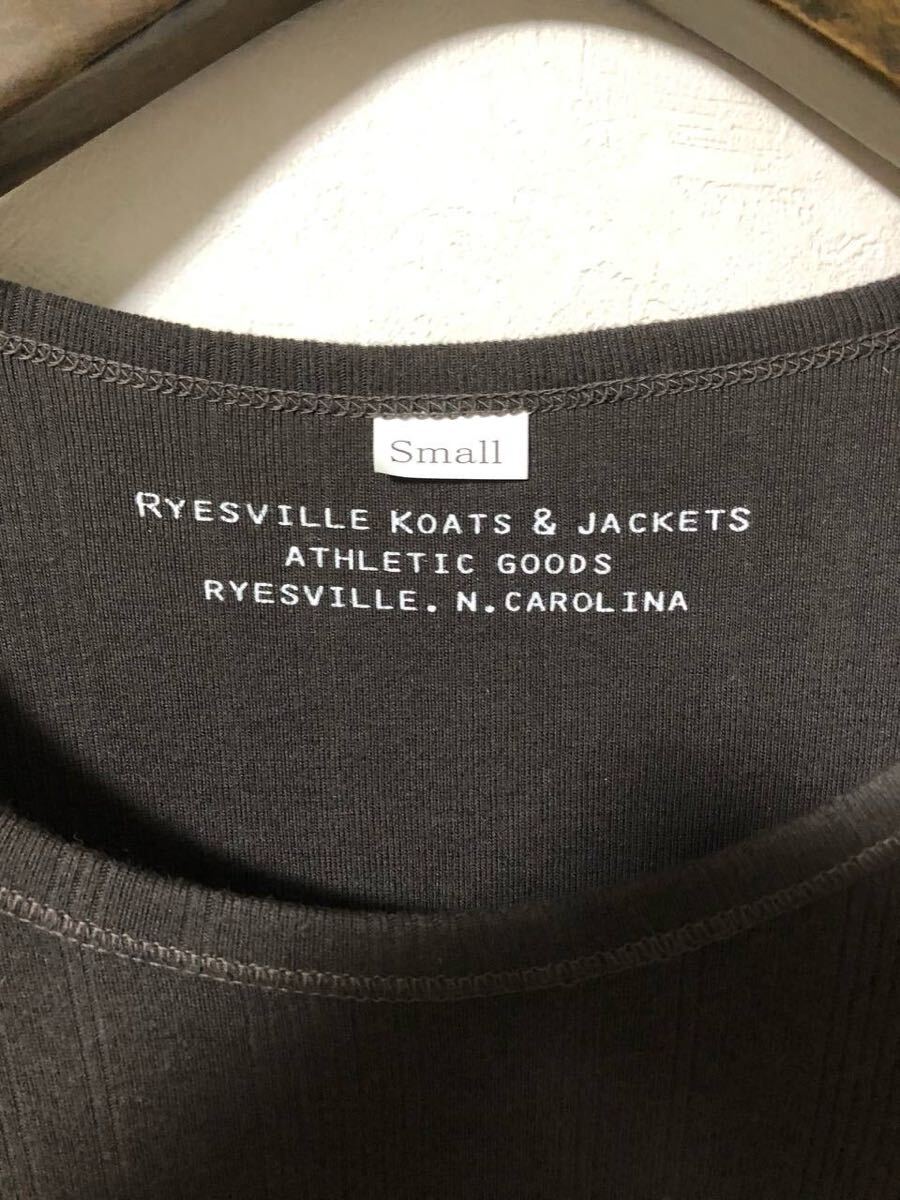 Small
RYESVILLE KOATS & JACKETS
ATHLETIC GOODS
RYESVILLE. N.CAROLINA